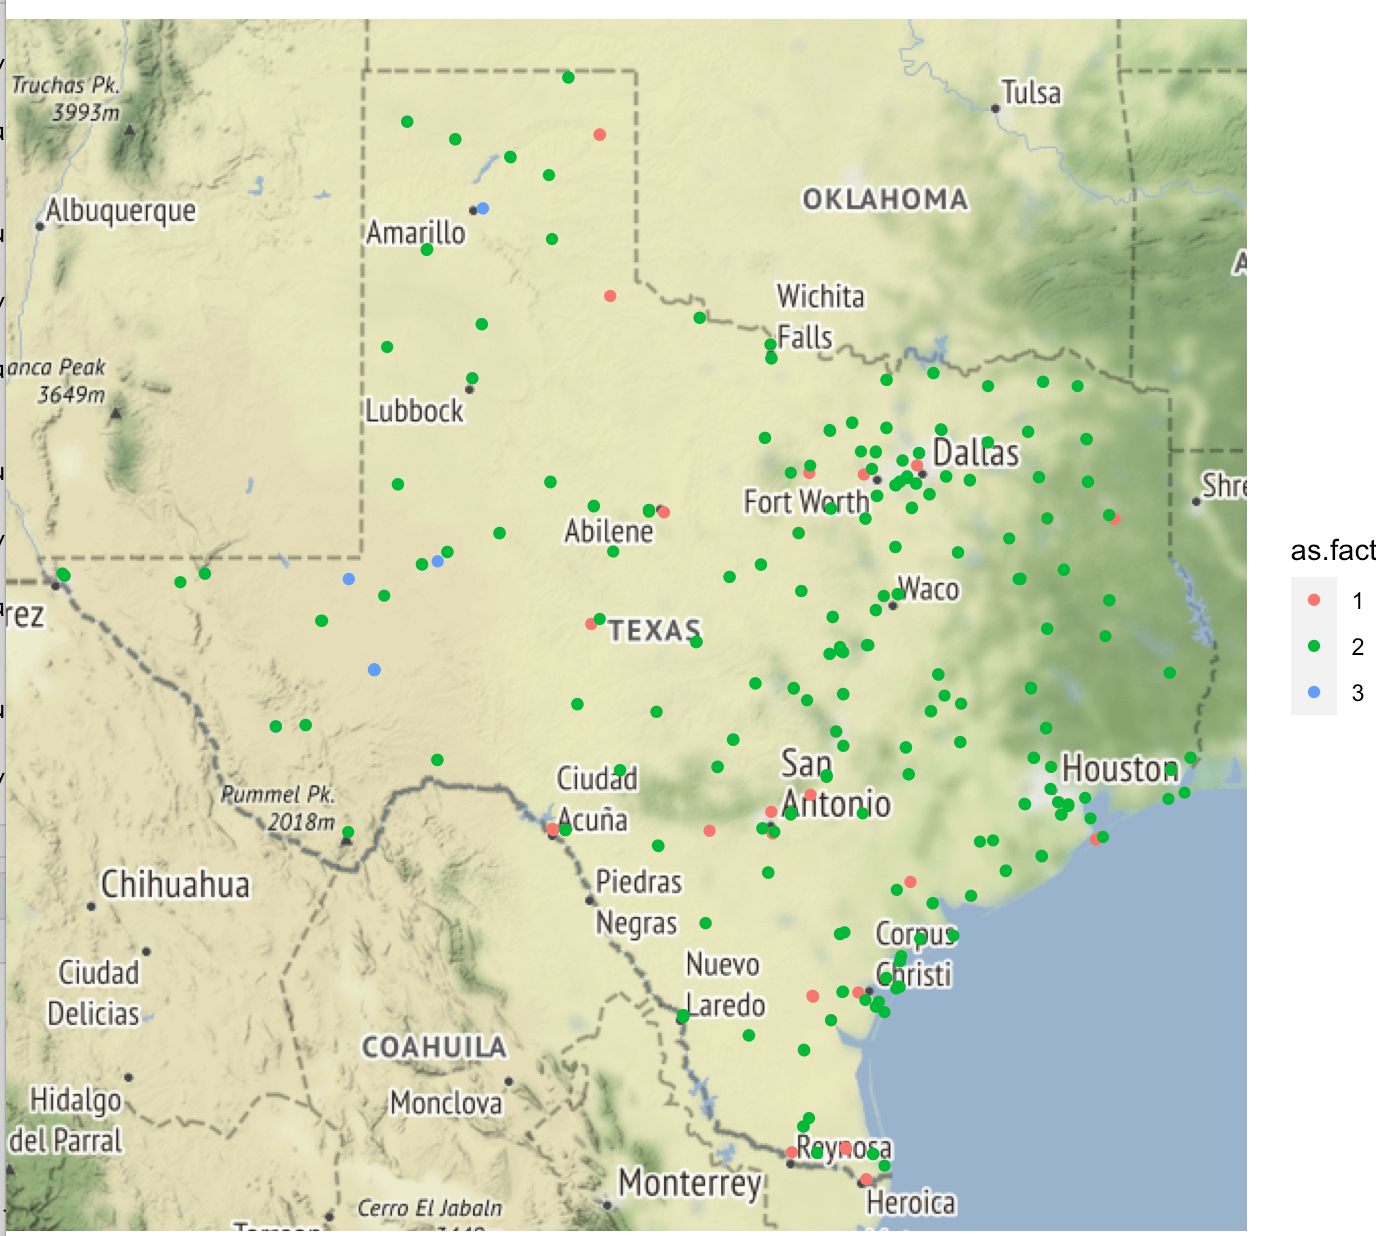 Truchas Pk.
3993m
Tulsa
Albuquerque
OKLAHOMA
Amarillo
Wichita
Falls
anca Peak
3649m
Lubbock
Dallas
Shre
Fort Worth
Abilene
as.fact
1
2
3
Waco
rez
TEXAS
San
Antonio
Houston
Ciudad
Acuña
Pummel Pk.
2018m
Chihuahua
Piedras
Negras
Corpus
Christi
Ciudad
Delicias
Nuevo
Laredo
COAHUILA
Hidalgo
del Parral
Monclova
Reynosa
Monterrey
Heroica
Cerro El Jabaln